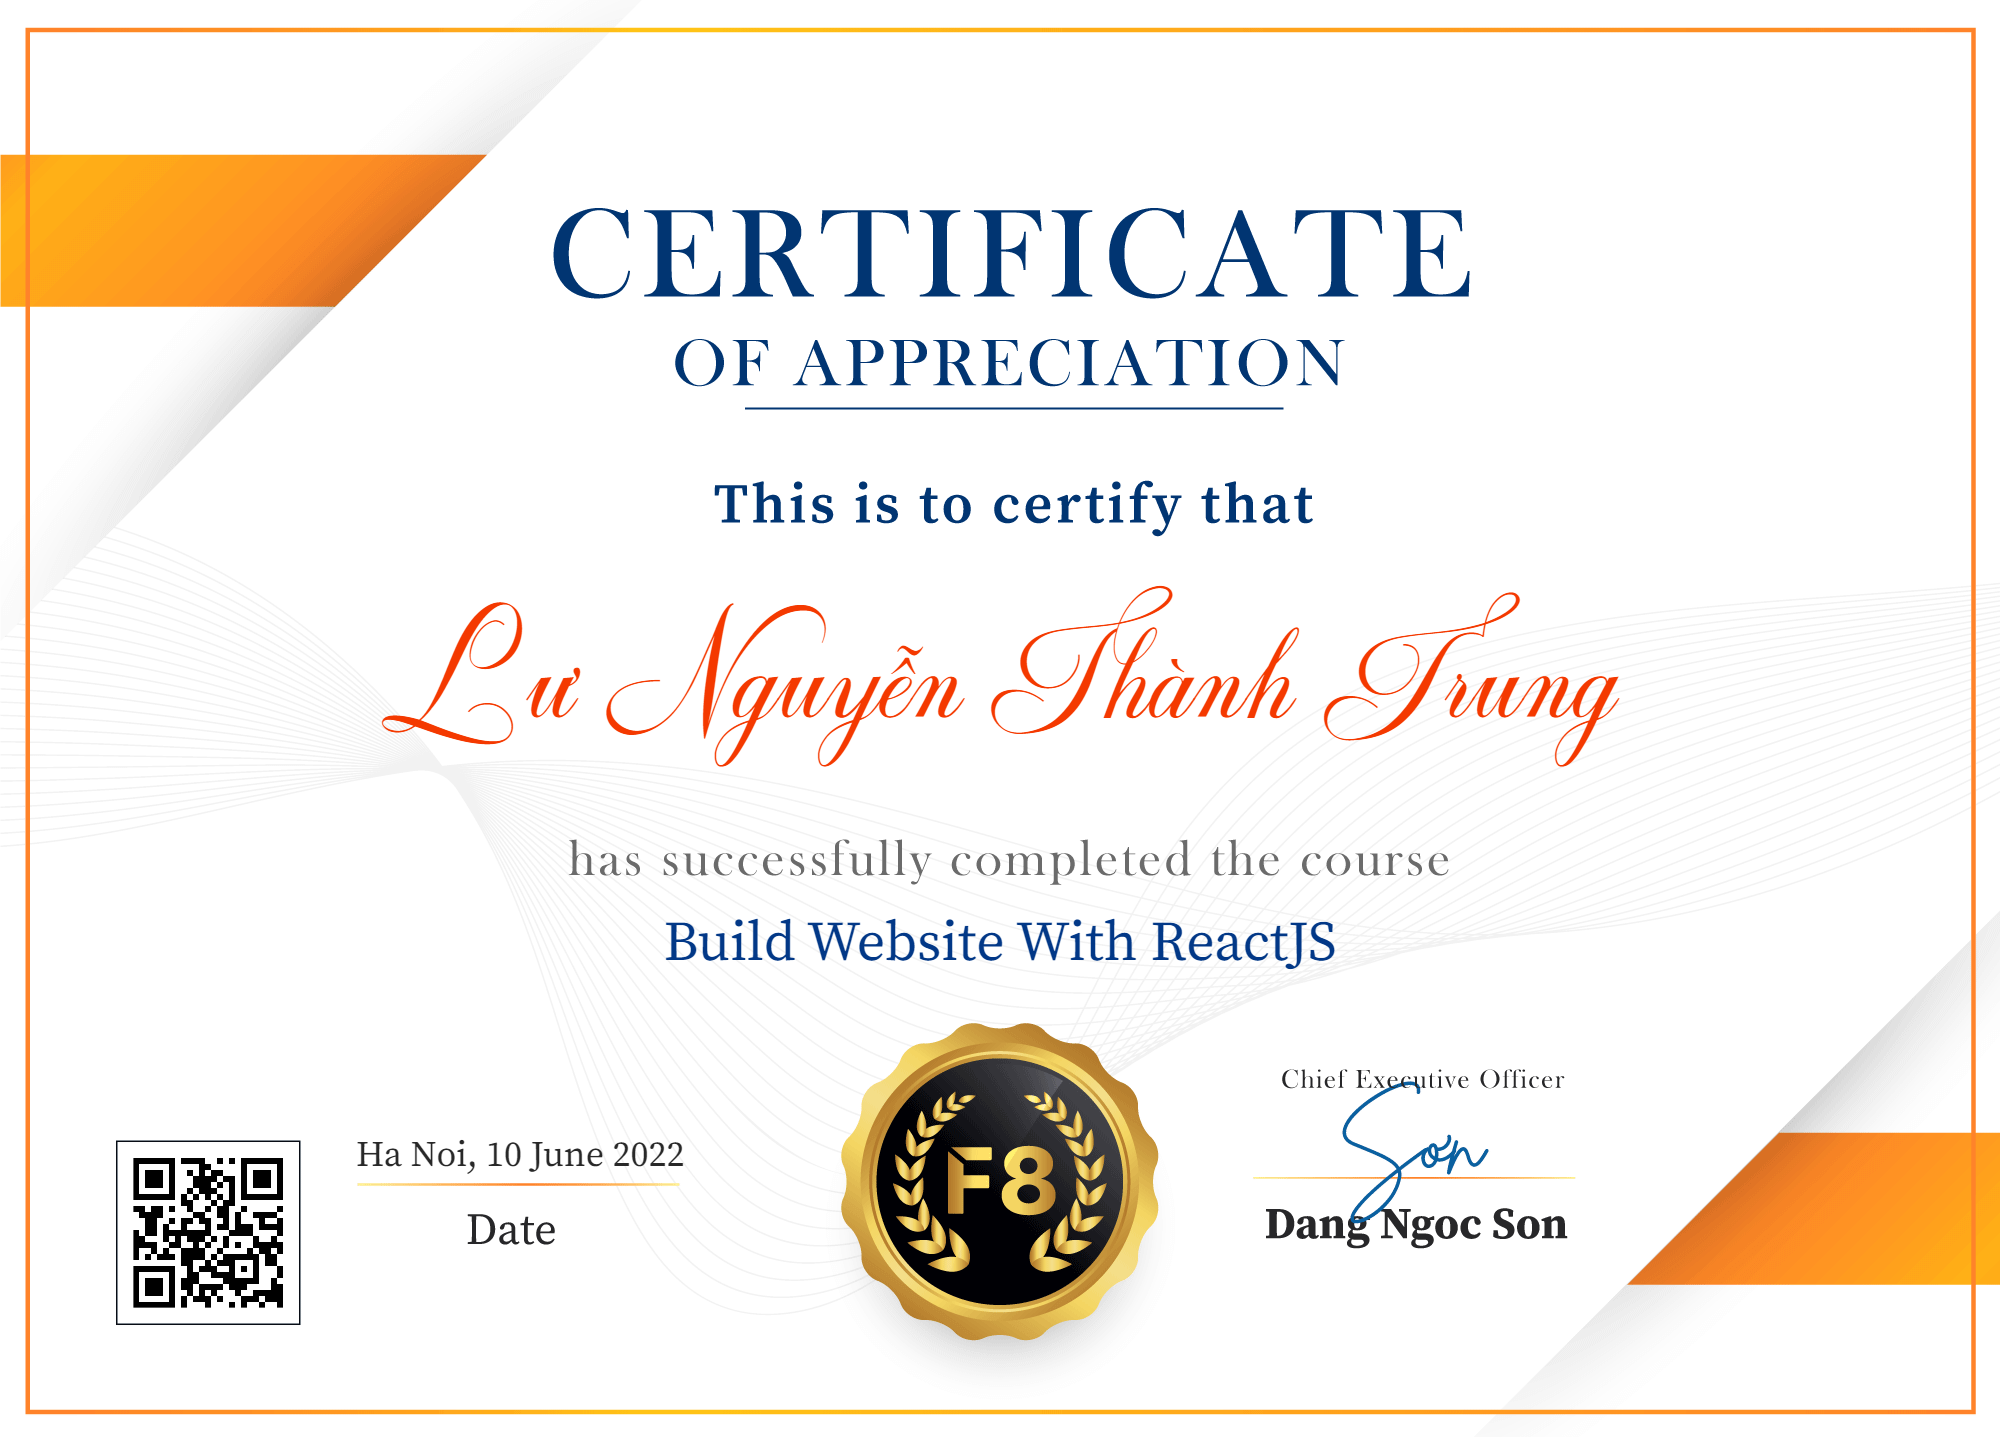 CERTIFICATE
OF APPRECIATION
This is to certify that
Lư Nguyễn Thành Trung
has successfully completed the course
Build Website With ReactJS
Ha Noi, 10 June 2022
Date
F8
Chief Executive Officer
Sơn
Dang Ngoc Son